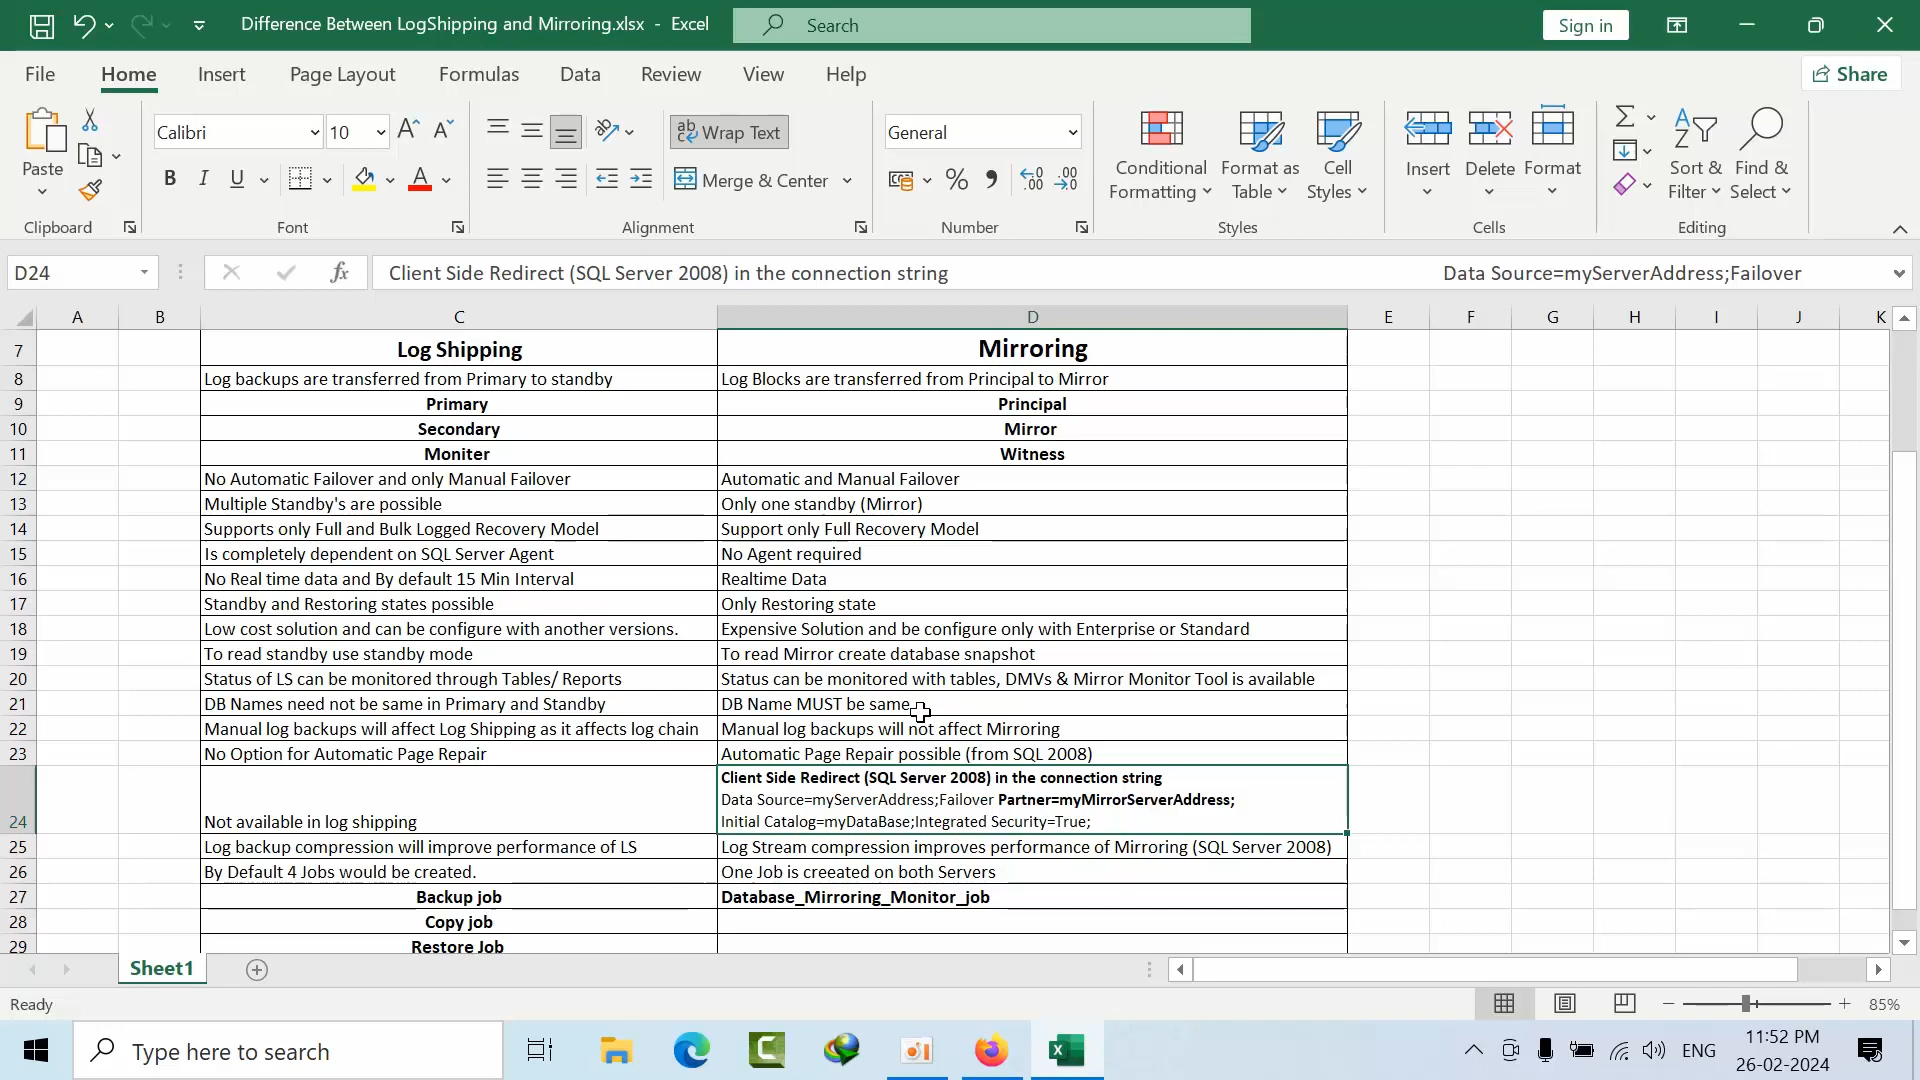 Difference Between LogShipping and Mirroring.xlsx - Excel
Search
Sign in
File Home Insert Page Layout Formulas Data Review View Help
Share
Paste
Calibri 10
Wrap Text
Merge & Center
General
Conditional Formatting
Format as Table
Cell Styles
Insert
Delete
Format
Sort & Filter
Find & Select
Clipboard Font Alignment Number Styles Cells Editing
D24 fx Client Side Redirect (SQL Server 2008) in the connection string Data Source=myServerAddress;Failover
A B C D E F G H I J K
7 Log Shipping Mirroring
8 Log backups are transferred from Primary to standby Log Blocks are transferred from Principal to Mirror
9 Primary Principal
10 Secondary Mirror
11 Moniter Witness
12 No Automatic Failover and only Manual Failover Automatic and Manual Failover
13 Multiple Standby's are possible Only one standby (Mirror)
14 Supports only Full and Bulk Logged Recovery Model Support only Full Recovery Model
15 Is completely dependent on SQL Server Agent No Agent required
16 No Real time data and By default 15 Min Interval Realtime Data
17 Standby and Restoring states possible Only Restoring state
18 Low cost solution and can be configure with another versions. Expensive Solution and be configure only with Enterprise or Standard
19 To read standby use standby mode To read Mirror create database snapshot
20 Status of LS can be monitored through Tables/ Reports Status can be monitored with tables, DMVs & Mirror Monitor Tool is available
21 DB Names need not be same in Primary and Standby DB Name MUST be same
22 Manual log backups will affect Log Shipping as it affects log chain Manual log backups will not affect Mirroring
23 No Option for Automatic Page Repair Automatic Page Repair possible (from SQL 2008)
Client Side Redirect (SQL Server 2008) in the connection string
Data Source=myServerAddress;Failover Partner=myMirrorServerAddress;
24 Not available in log shipping Initial Catalog=myDataBase;Integrated Security=True;
25 Log backup compression will improve performance of LS Log Stream compression improves performance of Mirroring (SQL Server 2008)
26 By Default 4 Jobs would be created. One Job is creeated on both Servers
27 Backup job Database_Mirroring_Monitor_job
28 Copy job
29 Restore Job
Sheet1
Ready
85%
Type here to search
ENG
11:52 PM
26-02-2024